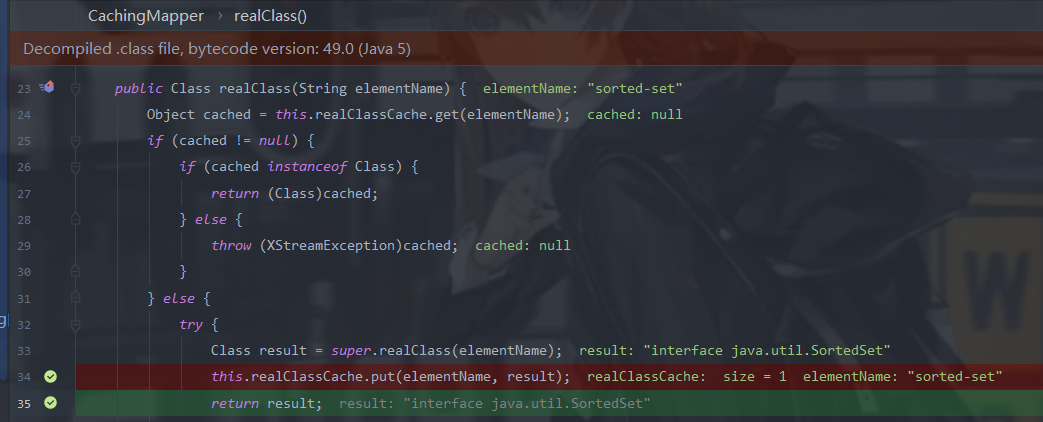 CachingMapper › realClass()
Decompiled .class file, bytecode version: 49.0 (Java 5)
23 public Class realClass(String elementName) { elementName: "sorted-set"
24 Object cached = this.realClassCache.get(elementName); cached: null
25 if (cached != null) {
26 if (cached instanceof Class) {
27 return (Class)cached;
28 } else {
29 throw (XStreamException)cached; cached: null
30 }
31 } else {
32 try {
33 Class result = super.realClass(elementName); result: "interface java.util.SortedSet"
34 this.realClassCache.put(elementName, result); realClassCache: size = 1 elementName: "sorted-set"
35 return result; result: "interface java.util.SortedSet"
W